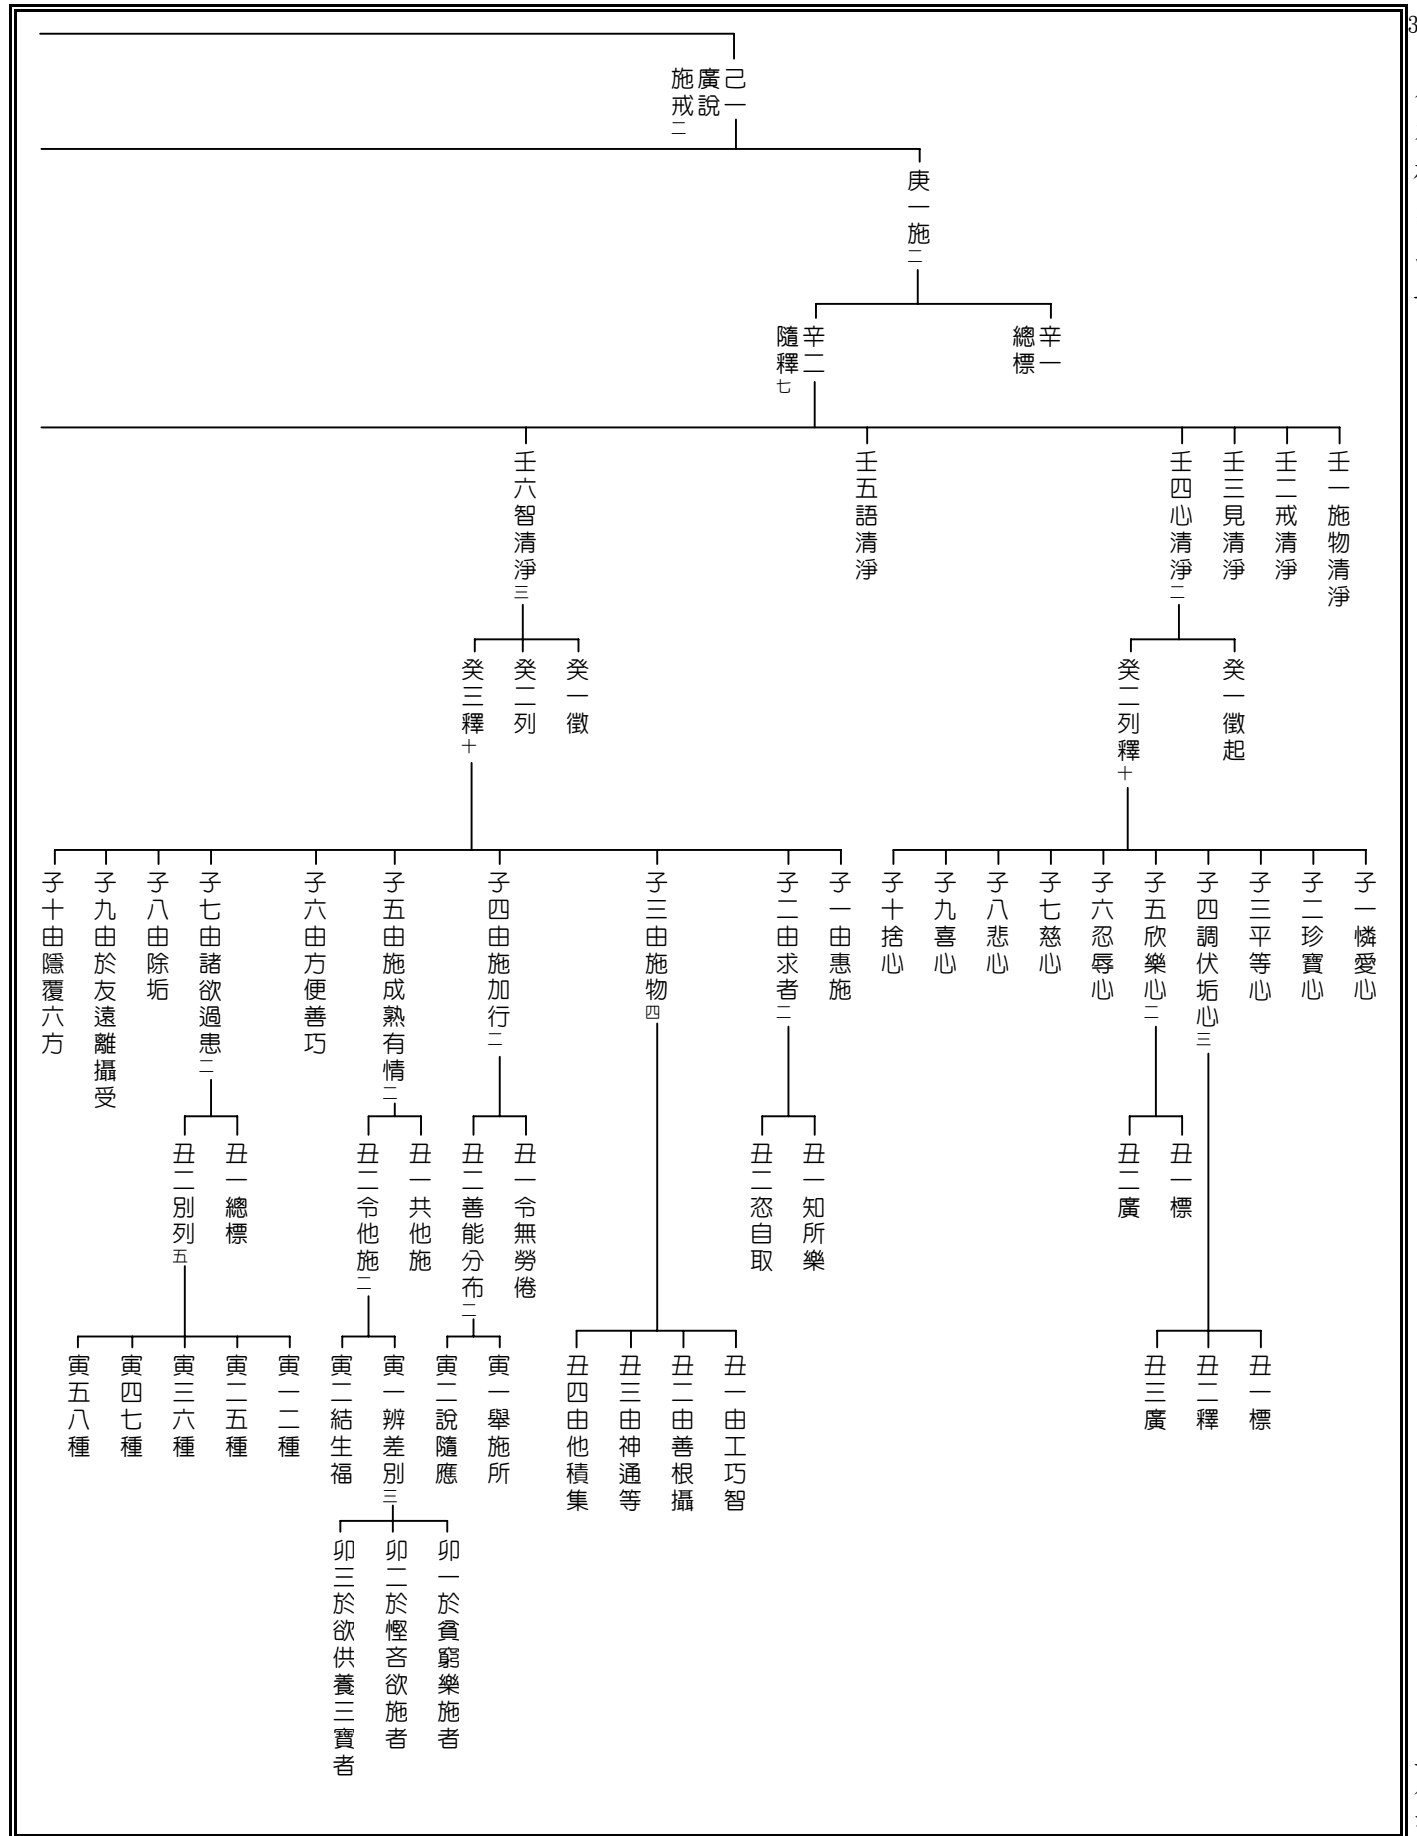 己一
廣說
施戒二
庚一施二
辛一
總標
辛二
隨釋七
壬一施物清淨
壬二戒清淨
壬三見清淨
壬四心清淨二
壬五語清淨
壬六智清淨三
癸一徵起
癸二列釋十
癸一徵
癸二列
癸三釋十
子一憐愛心
子二珍寶心
子三平等心
子四調伏垢心三
子五欣樂心二
子六忍辱心
子七慈心
子八悲心
子九喜心
子十捨心
子一由惠施
子二由求者二
子三由施物四
子四由施加行二
子五由施成熟有情二
子六由方便善巧
子七由諸欲過患二
子八由除垢
子九由於友遠離攝受
子十由隱覆六方
丑一標
丑二廣
丑一知所樂
丑二恣自取
丑一令無勞倦
丑二善能分布二
丑一共他施
丑二令他施二
丑一總標
丑二別列五
丑一標
丑二釋
丑三廣
丑一由工巧智
丑二由善根攝
丑三由神通等
丑四由他積集
寅一舉施所
寅二說隨應
寅一辨差別三
寅二結生福
寅一二種
寅二五種
寅三六種
寅四七種
寅五八種
卯一於貧窮樂施者
卯二於慳吝欲施者
卯三於欲供養三寶者